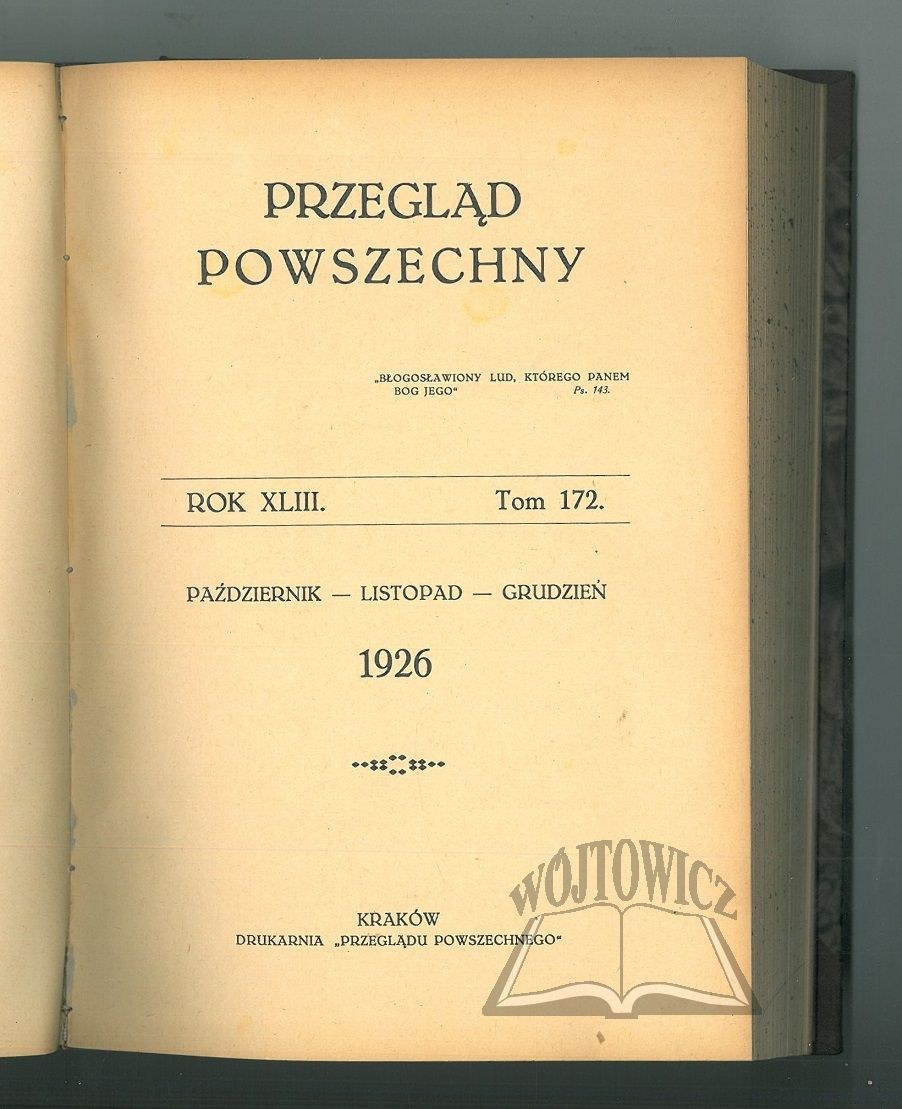 PRZEGLĄD
POWSZECHNY
„BŁOGOSŁAWIONY LUD, KTÓREGO PANEM
BOG JEGO“ Ps. 143.
ROK XLIII. Tom 172.
PAŹDZIERNIK — LISTOPAD — GRUDZIEŃ
1926
KRAKÓW
DRUKARNIA „PRZEGLĄDU POWSZECHNEGO“
WÓJTOWICZ